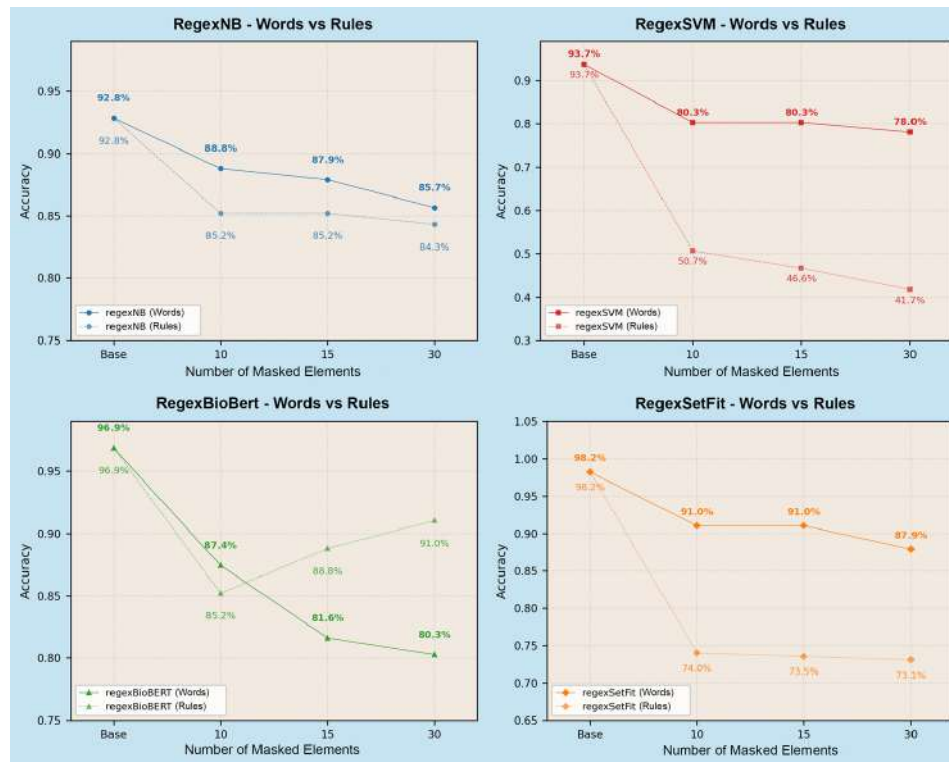 RegexNB - Words vs Rules
Accuracy
0.95
0.90
0.85
0.80
0.75
92.8%
92.8%
88.8%
85.2%
87.9%
85.2%
85.7%
84.3%
regexNB (Words)
regexNB (Rules)
Base 10 15 30
Number of Masked Elements
RegexSVM - Words vs Rules
Accuracy
0.9
0.8
0.7
0.6
0.5
0.4
0.3
93.7%
93.7%
80.3%
50.7%
80.3%
46.6%
78.0%
41.7%
regexSVM (Words)
regexSVM (Rules)
Base 10 15 30
Number of Masked Elements
RegexBioBert - Words vs Rules
Accuracy
0.95
0.90
0.85
0.80
0.75
96.9%
96.9%
87.4%
85.2%
88.8%
81.6%
91.0%
80.3%
regexBioBERT (Words)
regexBioBERT (Rules)
Base 10 15 30
Number of Masked Elements
RegexSetFit - Words vs Rules
Accuracy
1.05
1.00
0.95
0.90
0.85
0.80
0.75
0.70
0.65
98.2%
98.2%
91.0%
74.0%
91.0%
73.5%
87.9%
73.1%
regexSetFit (Words)
regexSetFit (Rules)
Base 10 15 30
Number of Masked Elements